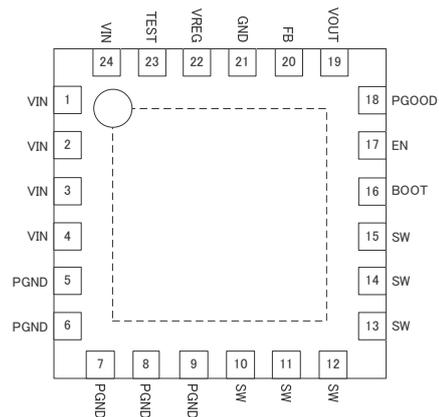 VIN TEST VREG GND FB VOUT
24 23 22 21 20 19
VIN 1 18 PGOOD
VIN 2 17 EN
VIN 3 16 BOOT
VIN 4 15 SW
PGND 5 14 SW
PGND 6 13 SW
7 8 9 10 11 12
PGND PGND PGND SW SW SW